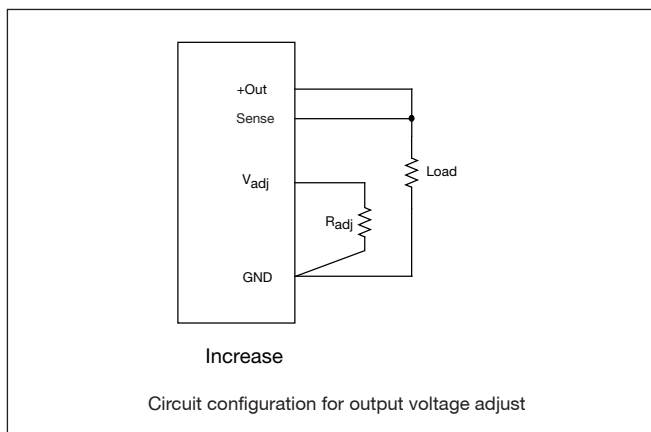 +Out
Sense
Load
Vadj
Radj
GND
Increase
Circuit configuration for output voltage adjust